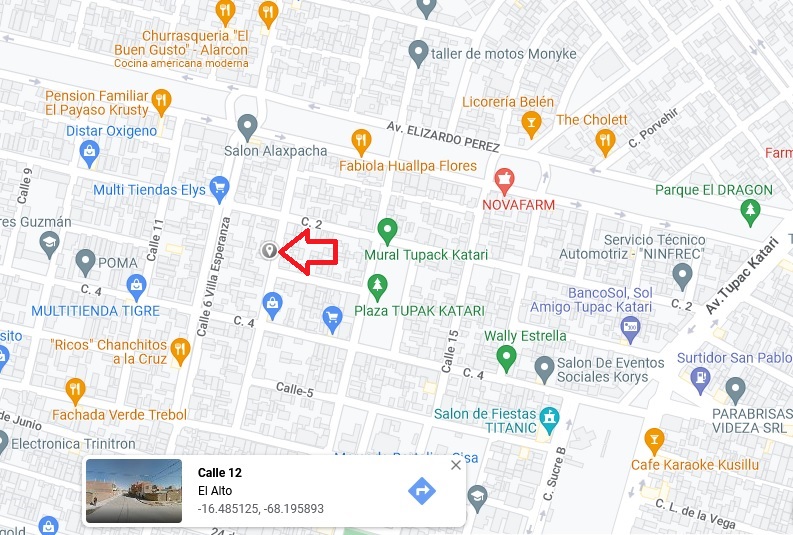 Churrasqueria "El
Buen Gusto" - Alarcon
Cocina americana moderna
taller de motos Monyke
Pension Familiar
El Payaso Krusty
Licorería Belén
The Cholett
C. Porvehir
Distar Oxigeno
Av. ELIZARDO PEREZ
Salon Alaxpacha
Fabiola Huallpa Flores
Farm
Calle 9
Multi Tiendas Elys
NOVAFARM
Parque El DRAGON
res Guzmán
Calle 11
Calle 6 Villa Esperanza
C. 2
Mural Tupack Katari
Servicio Técnico
Automotriz - "NINFREC"
T
POMA
C. 4
Av.Tupac Katari
BancoSol, Sol
Amigo Tupac Katari
C. 2
MULTITIENDA TIGRE
Plaza TUPAK KATARI
C. 4
Calle 15
Wally Estrella
sito
"Ricos" Chanchitos
a la Cruz
C. 4
Salon De Eventos
Sociales Korys
Surtidor San Pablo
Calle-5
Fachada Verde Trebol
Salon de Fiestas
TITANIC
PARABRISAS
VIDEZA SRL
de Junio
Electronica Trinitron
C. Sucre B
Cafe Karaoke Kusillu
Calle 12
El Alto
-16.485125, -68.195893
C. L. de la Vega
gold